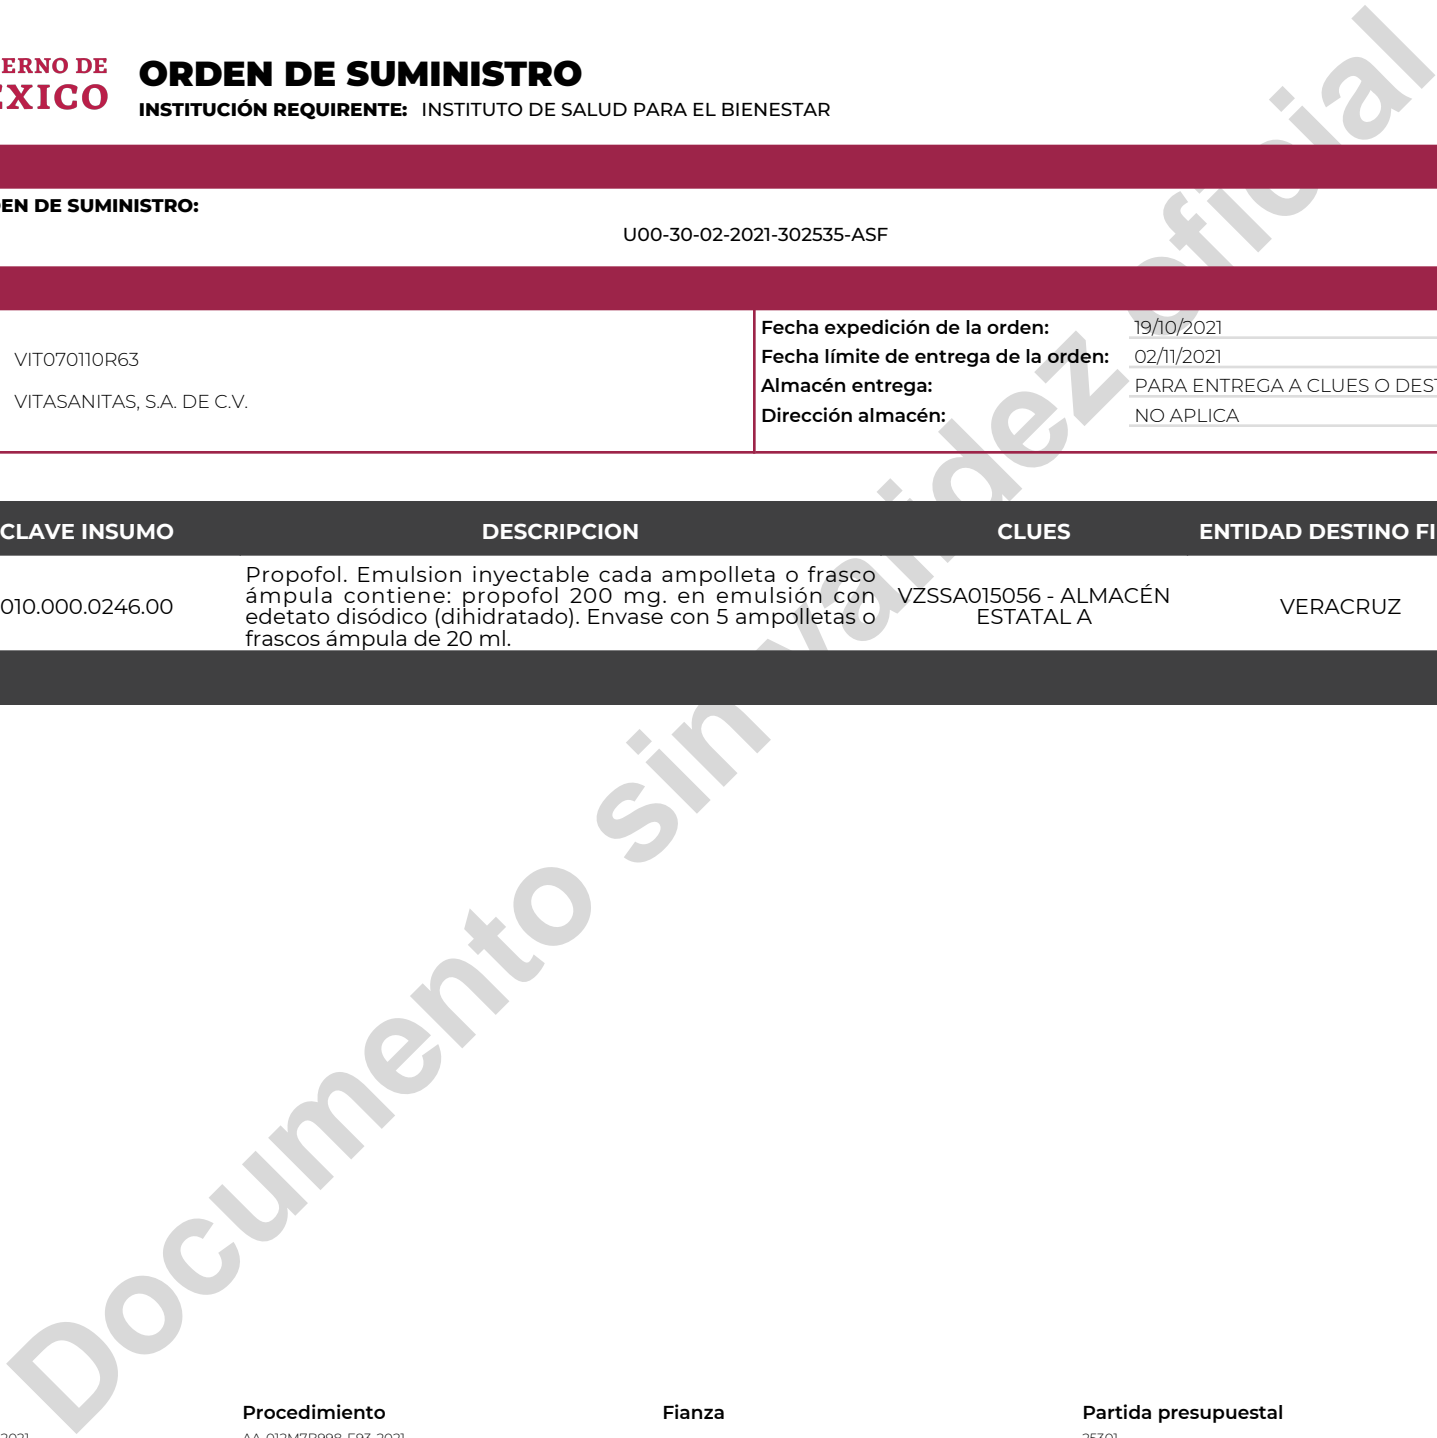 ERNO DE
ORDEN DE SUMINISTRO
INSTITUCIÓN REQUIRENTE: INSTITUTO DE SALUD PARA EL BIENESTAR
EXICO
EN DE SUMINISTRO:
U00-30-02-2021-302535-ASF
VIT070110R63
VITASANITAS, S.A. DE C.V.
Fecha expedición de la orden: 19/10/2021
Fecha límite de entrega de la orden: 02/11/2021
Almacén entrega: PARA ENTREGA A CLUES O DEST
Dirección almacén: NO APLICA
CLAVE INSUMO DESCRIPCION CLUES ENTIDAD DESTINO FI
010.000.0246.00
Propofol. Emulsion inyectable cada ampolleta o frasco
ámpula contiene: propofol 200 mg. en emulsión con
edetato disódico (dihidratado). Envase con 5 ampolletas o
frascos ámpula de 20 ml.
VZSSA015056 - ALMACÉN
ESTATAL A
VERACRUZ
Documento sin validez oficial
Procedimiento Fianza Partida presupuestal